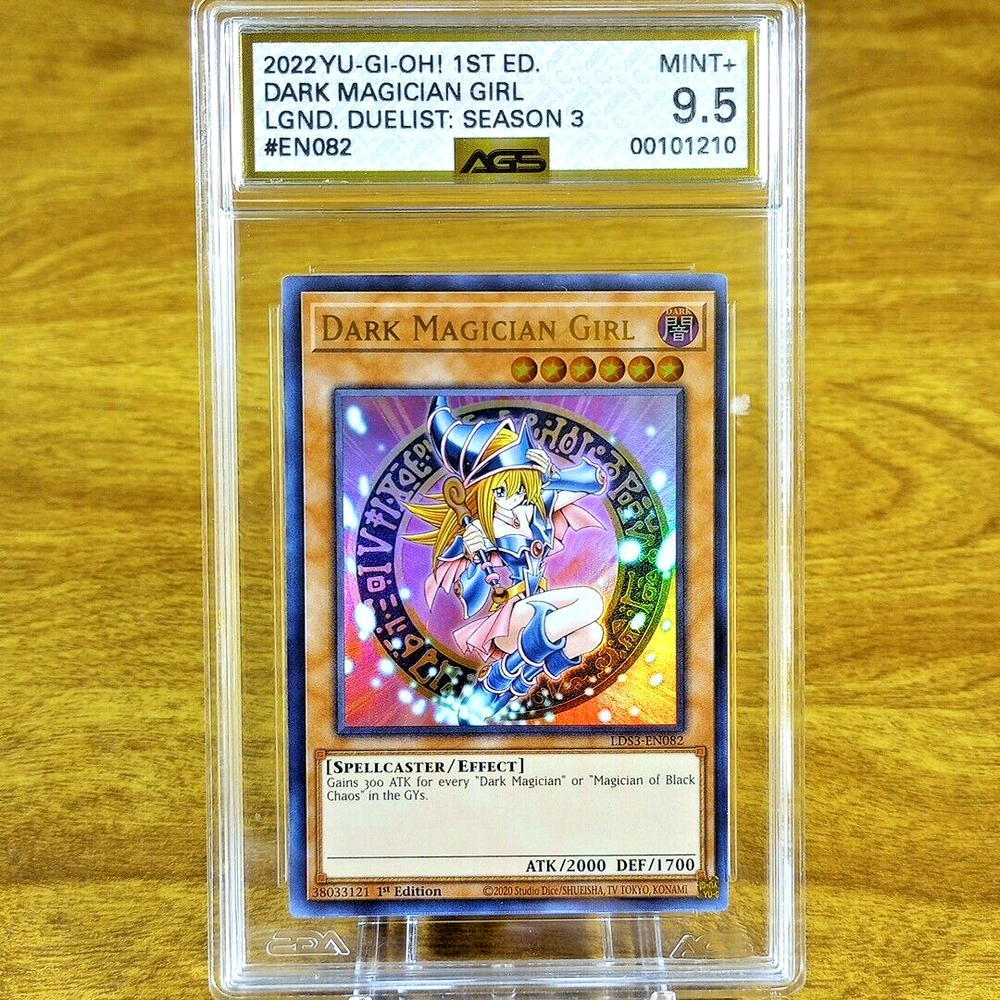 2022 YU-GI-OH! 1ST ED.
DARK MAGICIAN GIRL
LGND. DUELIST: SEASON 3
#EN082
MINT+
9.5
00101210
AGS
DARK MAGICIAN GIRL
DARK
闇
LDS3-EN082
[SPELLCASTER/EFFECT]
Gains 300 ATK for every "Dark Magician" or "Magician of Black
Chaos" in the GYs.
ATK/2000 DEF/1700
38033121 1st Edition
©2020 Studio Dice/SHUEISHA, TV TOKYO, KONAMI